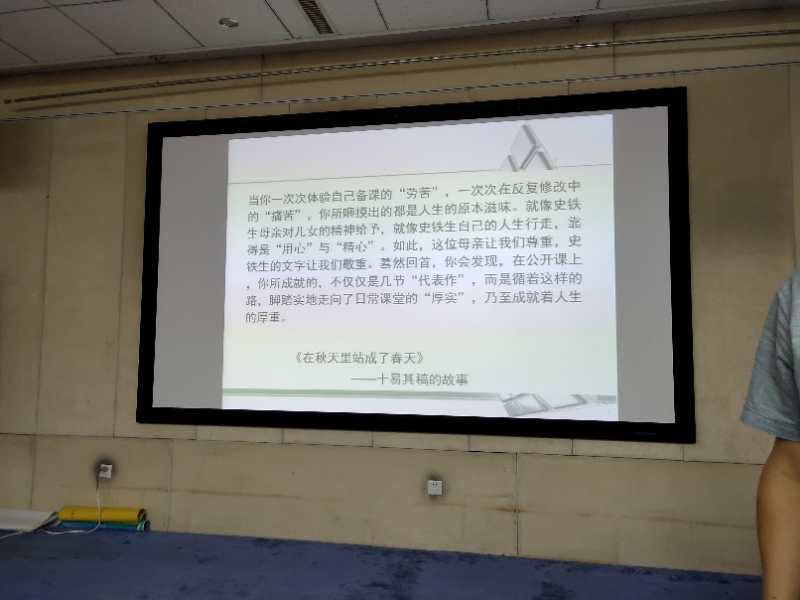 当你一次次体验自己备课的“劳苦”，一次次在反复修改中
的“痛苦”，你所咂摸出的都是人生的原本滋味。就像史铁
生母亲对儿女的精神给予，就像史铁生自己的人生行走，靠
得是“用心”与“精心”。如此，这位母亲让我们尊重，史
铁生的文字让我们敬重。蓦然回首，你会发现，在公开课上
，你所成就的，不仅仅是几节“代表作”，而是循着这样的
路，脚踏实地走向了日常课堂的“厚实”，乃至成就着人生
的厚重。
《在秋天里站成了春天》
——十易其稿的故事